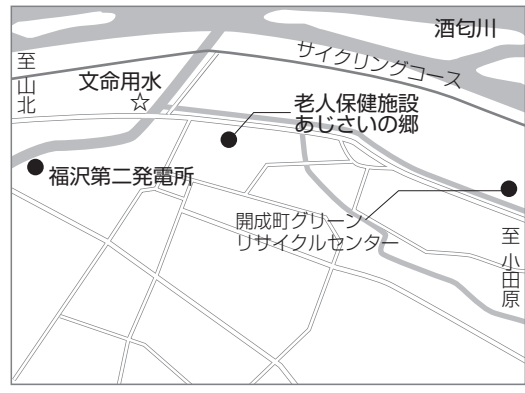 酒匂川
サイクリングコース
至山北
文命用水
☆
老人保健施設
あじさいの郷
福沢第二発電所
開成町グリーン
リサイクルセンター
至小田原